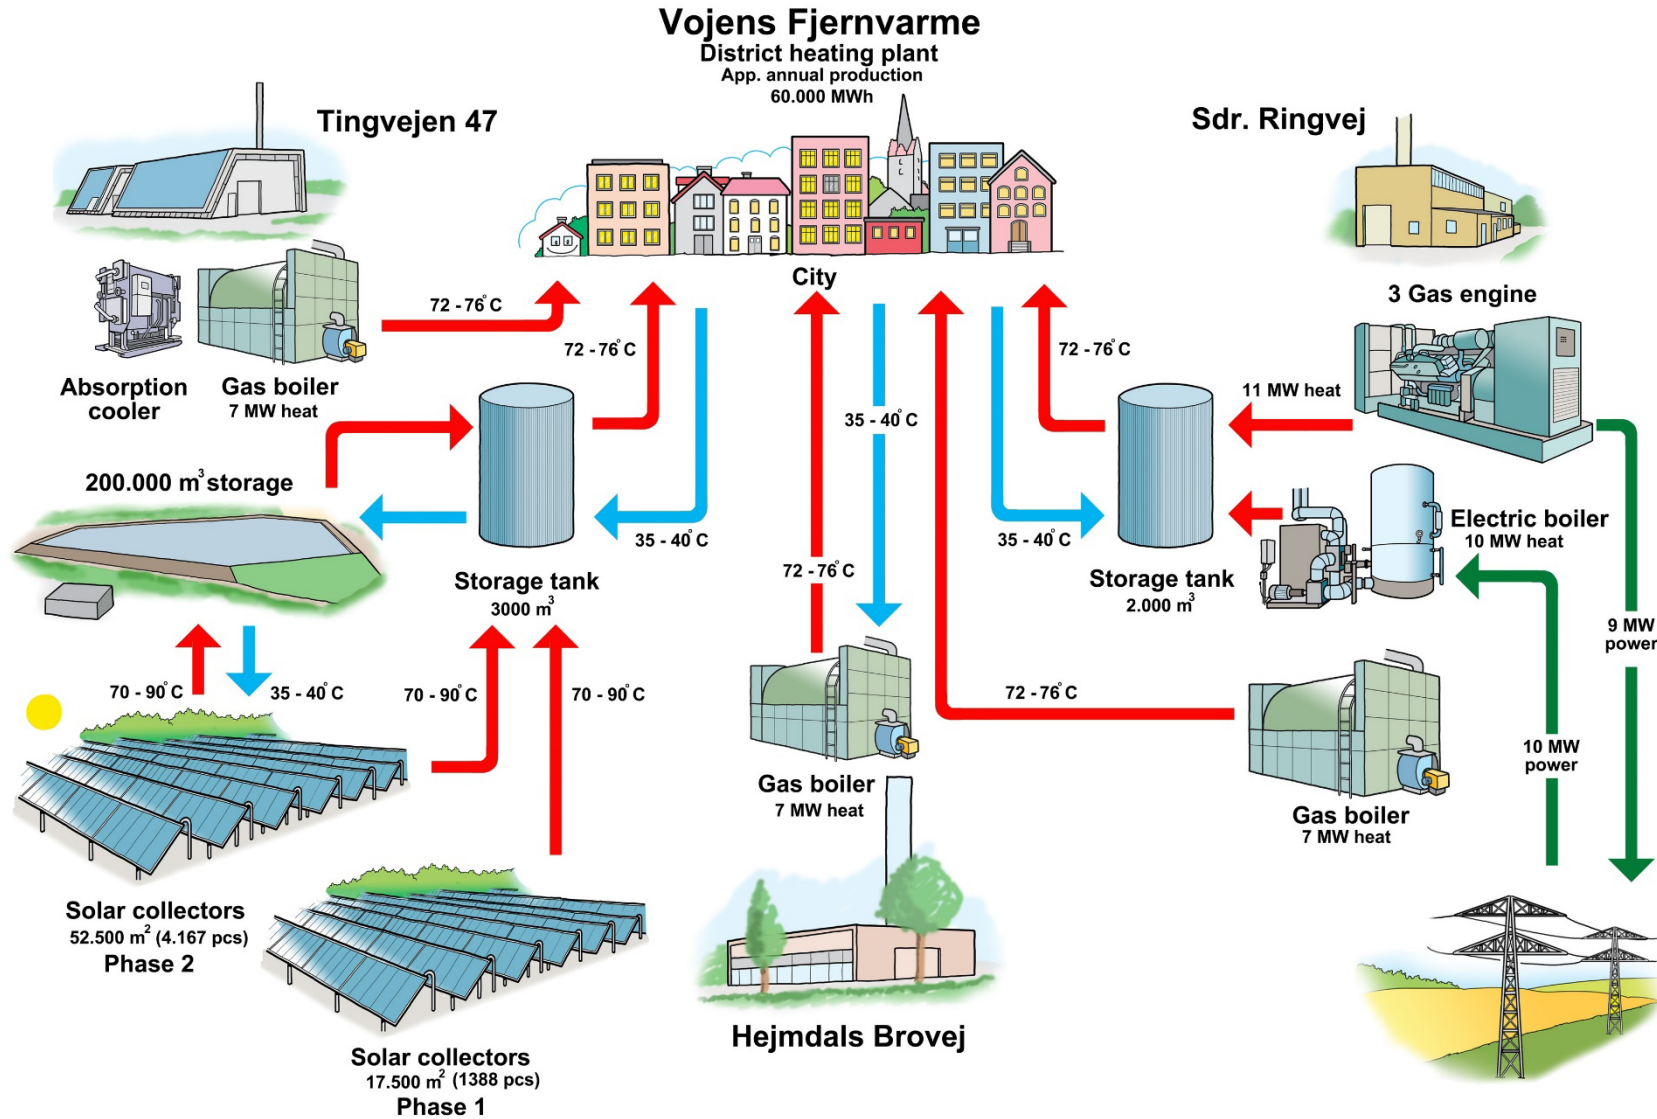 Vojens Fjernvarme
District heating plant
App. annual production
60.000 MWh
Tingvejen 47
Sdr. Ringvej
City
3 Gas engine
72 - 76°C
72 - 76°C
72 - 76°C
Absorption
cooler
Gas boiler
7 MW heat
11 MW heat
35 - 40°C
200.000 m³ storage
Electric boiler
10 MW heat
35 - 40°C
35 - 40°C
72 - 76°C
Storage tank
3000 m³
Storage tank
2.000 m³
9 MW
power
70 - 90°C
35 - 40°C
70 - 90°C
70 - 90°C
72 - 76°C
10 MW
power
Gas boiler
7 MW heat
Gas boiler
7 MW heat
Solar collectors
52.500 m² (4.167 pcs)
Phase 2
Hejmdals Brovej
Solar collectors
17.500 m² (1388 pcs)
Phase 1